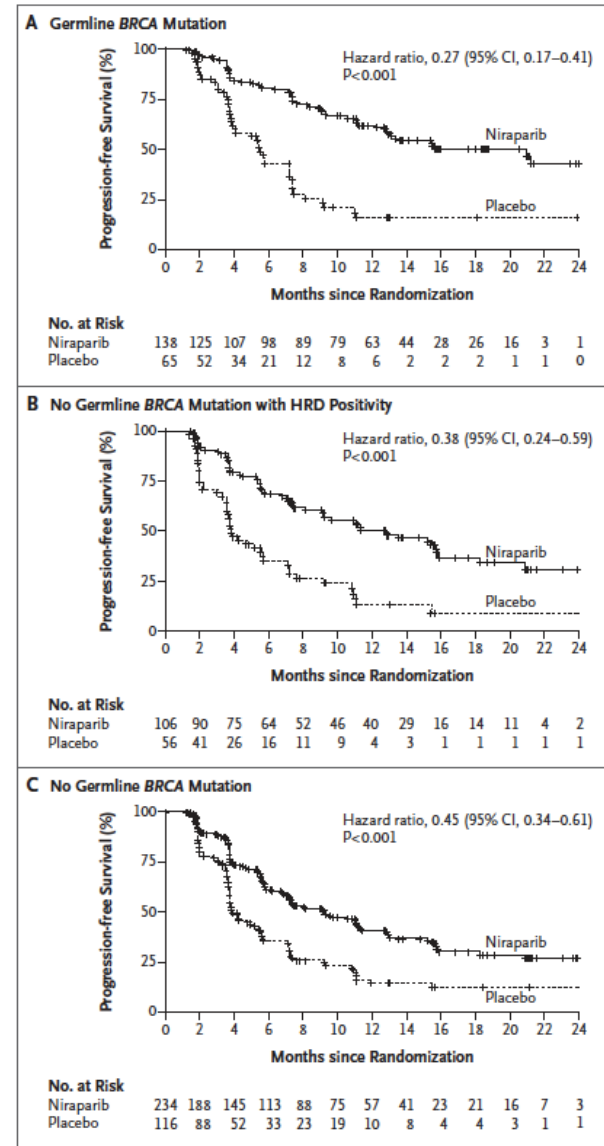 A Germline BRCA Mutation
Hazard ratio, 0.27 (95% CI, 0.17–0.41)
P<0.001
Progression-free Survival (%)
100
75
50
25
0
Niraparib
Placebo
0 2 4 6 8 10 12 14 16 18 20 22 24
Months since Randomization
No. at Risk
Niraparib 138 125 107 98 89 79 63 44 28 26 16 3 1
Placebo 65 52 34 21 12 8 6 2 2 2 1 1 0
B No Germline BRCA Mutation with HRD Positivity
Hazard ratio, 0.38 (95% CI, 0.24–0.59)
P<0.001
Progression-free Survival (%)
100
75
50
25
0
Niraparib
Placebo
0 2 4 6 8 10 12 14 16 18 20 22 24
Months since Randomization
No. at Risk
Niraparib 106 90 75 64 52 46 40 29 16 14 11 4 2
Placebo 56 41 26 16 11 9 4 3 1 1 1 1 1
C No Germline BRCA Mutation
Hazard ratio, 0.45 (95% CI, 0.34–0.61)
P<0.001
Progression-free Survival (%)
100
75
50
25
0
Niraparib
Placebo
0 2 4 6 8 10 12 14 16 18 20 22 24
Months since Randomization
No. at Risk
Niraparib 234 188 145 113 88 75 57 41 23 21 16 7 3
Placebo 116 88 52 33 23 19 10 8 4 4 3 1 1